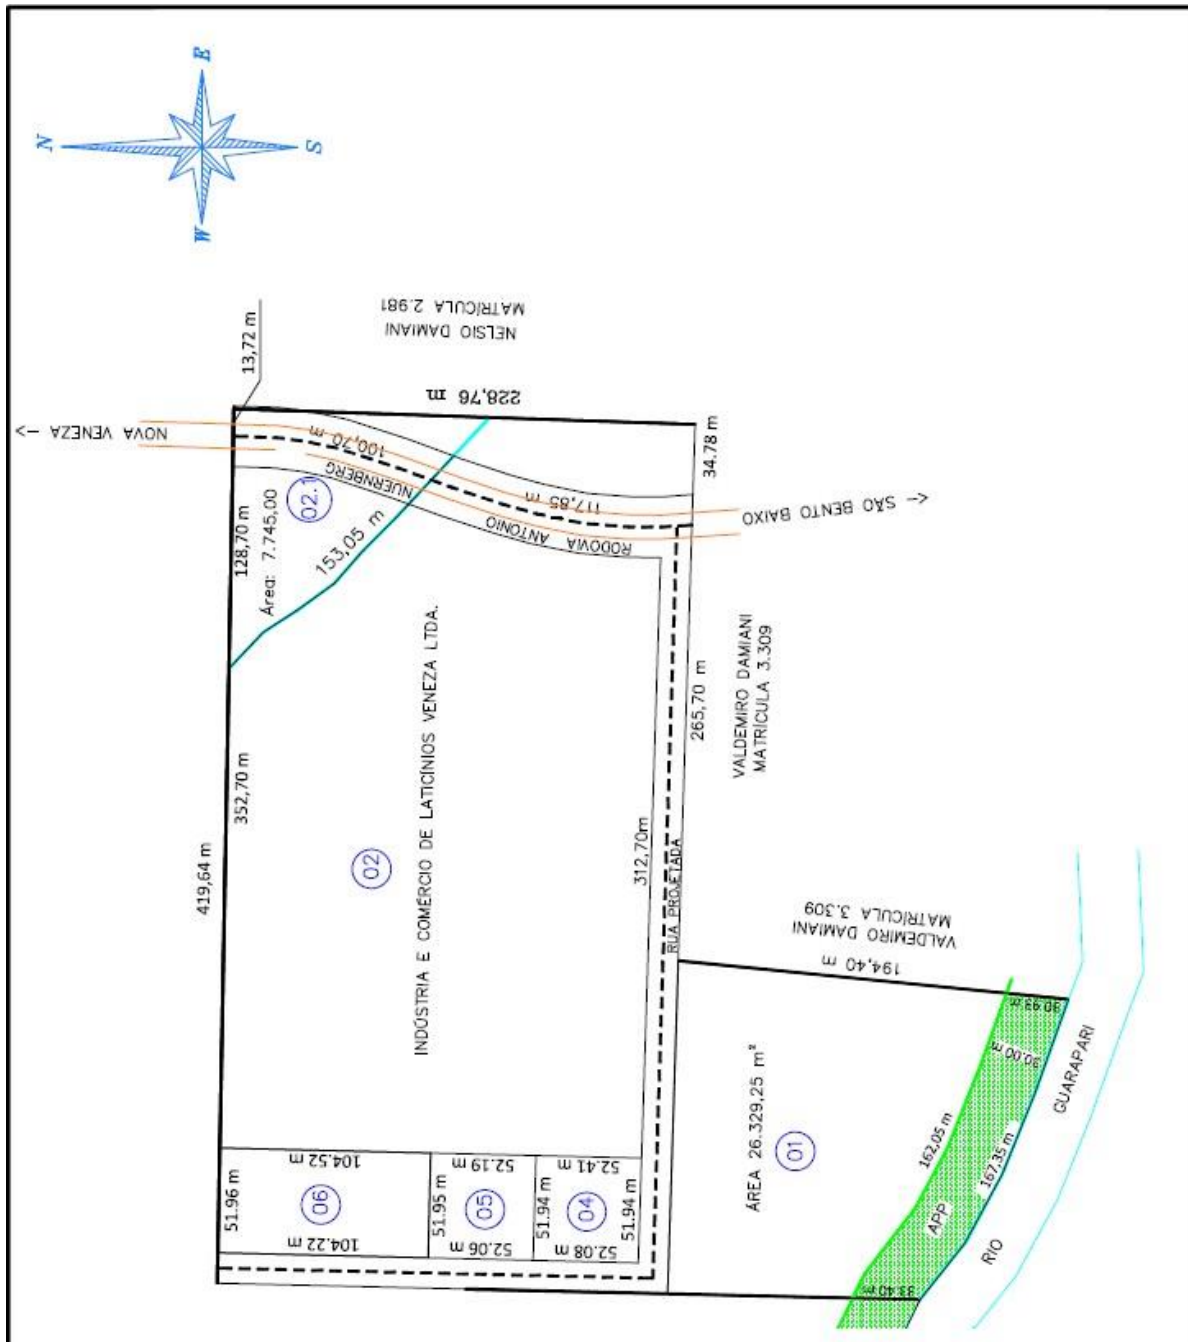 N
E
S
W
NELSIO DAMIANI
MATRÍCULA 2.981
13,72 m
228,76 m
NOVA VENEZA ->
100,70 m
117,85 m
RODOVIA ANTONIO NUERNBERG
34.78 m
<- SÃO BENTO BAIXO
02.1
128,70 m
Área: 7.745,00
153,05 m
419,64 m
352,70 m
02
INDÚSTRIA E COMÉRCIO DE LATICÍNIOS VENEZA LTDA.
312,70m
RUA PROJETADA
265,70 m
VALDEMIRO DAMIANI
MATRÍCULA 3.309
VALDEMIRO DAMIANI
MATRÍCULA 3.309
194,40 m
51.96 m
104.52 m
06
104.22 m
51.95 m
52.19 m
05
52.06 m
51.94 m
52.41 m
04
52.08 m
51.94 m
ÁREA 26.329,25 m²
01
162,05 m
APP
167,35 m
30.00 m
30.93 m
33.40 m
RIO
GUARAPARI